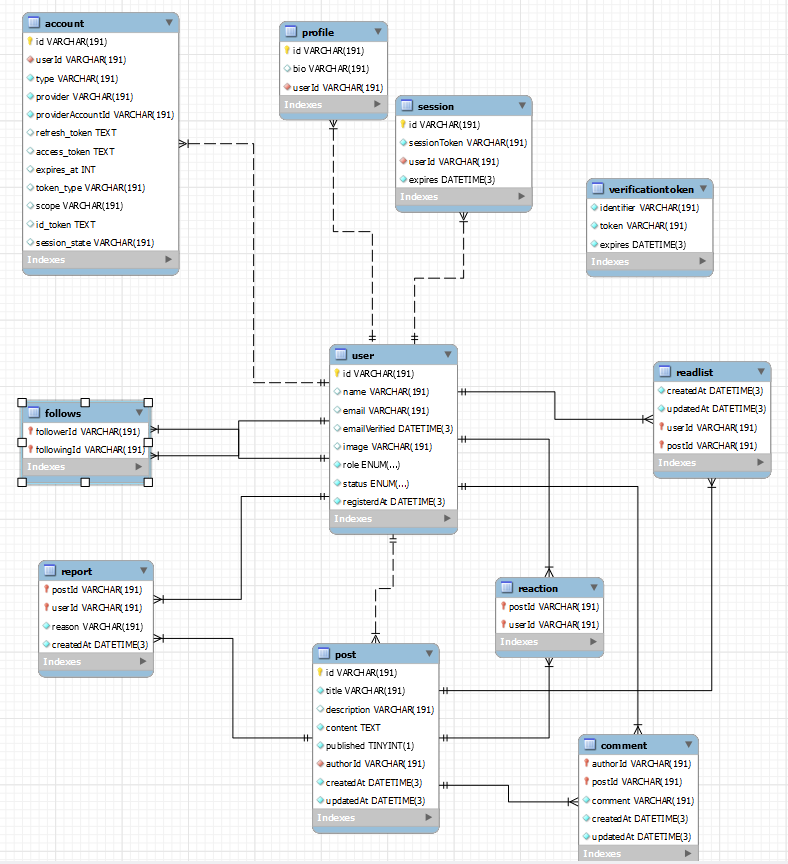 account
id VARCHAR(191)
userId VARCHAR(191)
type VARCHAR(191)
provider VARCHAR(191)
providerAccountId VARCHAR(191)
refresh_token TEXT
access_token TEXT
expires_at INT
token_type VARCHAR(191)
scope VARCHAR(191)
id_token TEXT
session_state VARCHAR(191)
Indexes
profile
id VARCHAR(191)
bio VARCHAR(191)
userId VARCHAR(191)
Indexes
session
id VARCHAR(191)
sessionToken VARCHAR(191)
userId VARCHAR(191)
expires DATETIME(3)
Indexes
verificationtoken
identifier VARCHAR(191)
token VARCHAR(191)
expires DATETIME(3)
Indexes
user
id VARCHAR(191)
name VARCHAR(191)
email VARCHAR(191)
emailVerified DATETIME(3)
image VARCHAR(191)
role ENUM(...)
status ENUM(...)
registerdAt DATETIME(3)
Indexes
readlist
createdAt DATETIME(3)
updatedAt DATETIME(3)
userId VARCHAR(191)
postId VARCHAR(191)
Indexes
follows
followerId VARCHAR(191)
followingId VARCHAR(191)
Indexes
report
postId VARCHAR(191)
userId VARCHAR(191)
reason VARCHAR(191)
createdAt DATETIME(3)
Indexes
reaction
postId VARCHAR(191)
userId VARCHAR(191)
Indexes
post
id VARCHAR(191)
title VARCHAR(191)
description VARCHAR(191)
content TEXT
published TINYINT(1)
authorId VARCHAR(191)
createdAt DATETIME(3)
updatedAt DATETIME(3)
Indexes
comment
authorId VARCHAR(191)
postId VARCHAR(191)
comment VARCHAR(191)
createdAt DATETIME(3)
updatedAt DATETIME(3)
Indexes